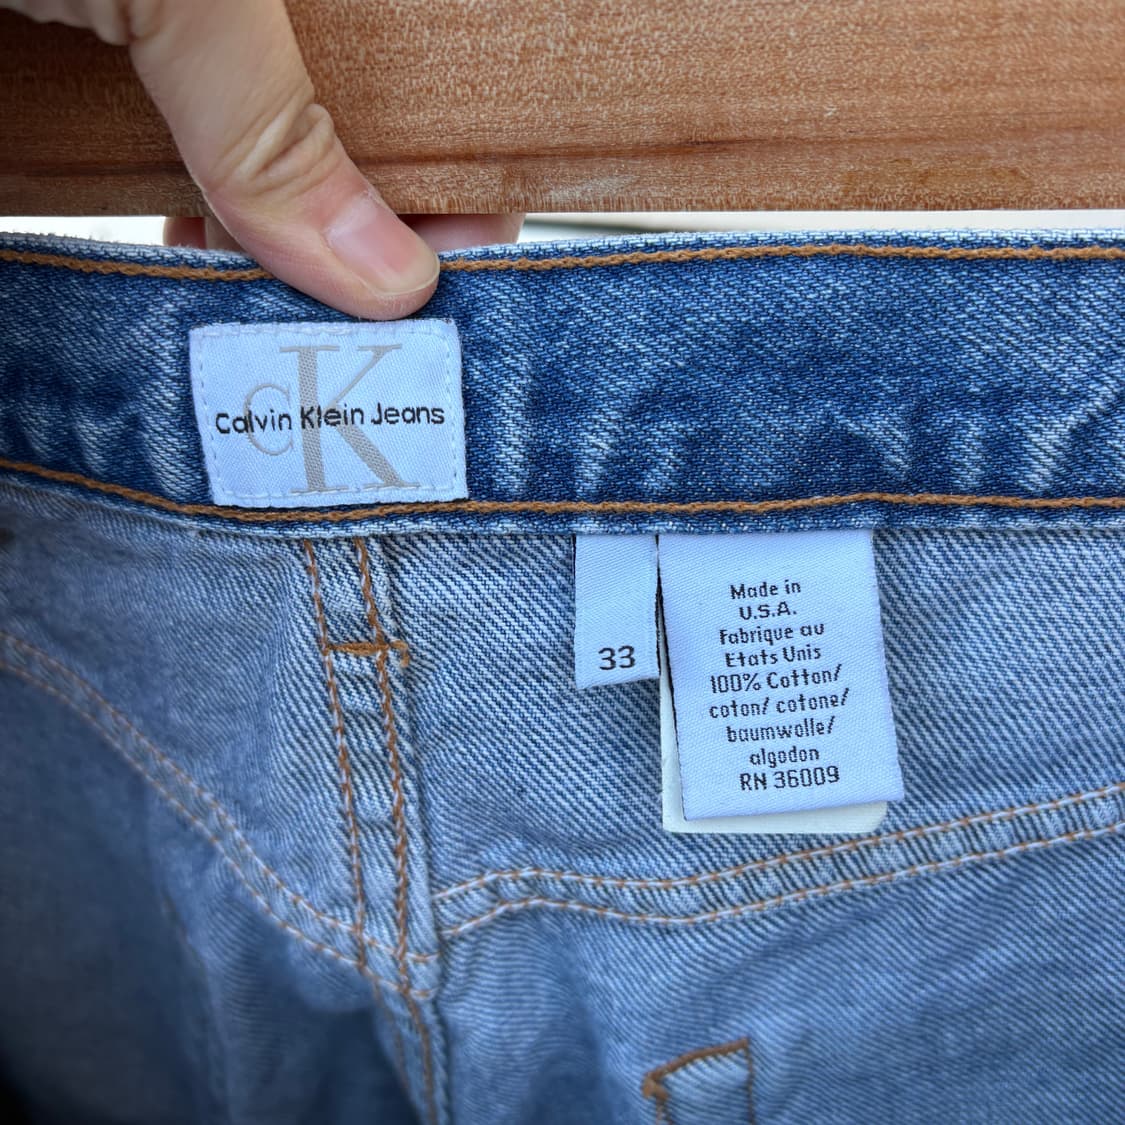 CK
Calvin Klein Jeans
33
Made in
U.S.A.
Fabrique au
Etats Unis
100% Cotton/
coton/ cotone/
baumwolle/
algodon
RN 36009